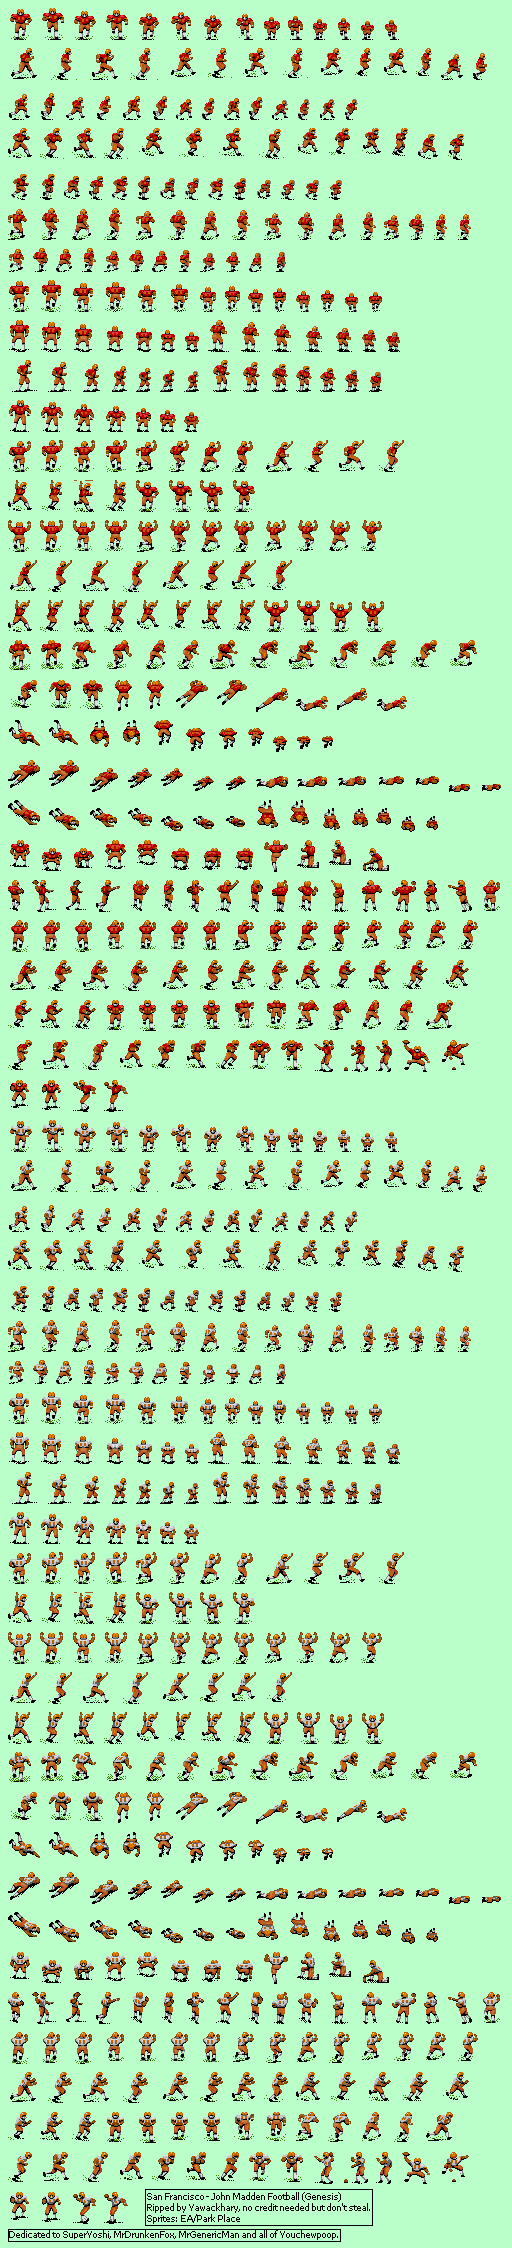 San Francisco - John Madden Football (Genesis)
Ripped by Yawackhary, no credit needed but don't steal.
Sprites: EA/Park Place
Dedicated to SuperYoshi, MrDrunkenFox, MrGenericMan and all of Youchewpoop.